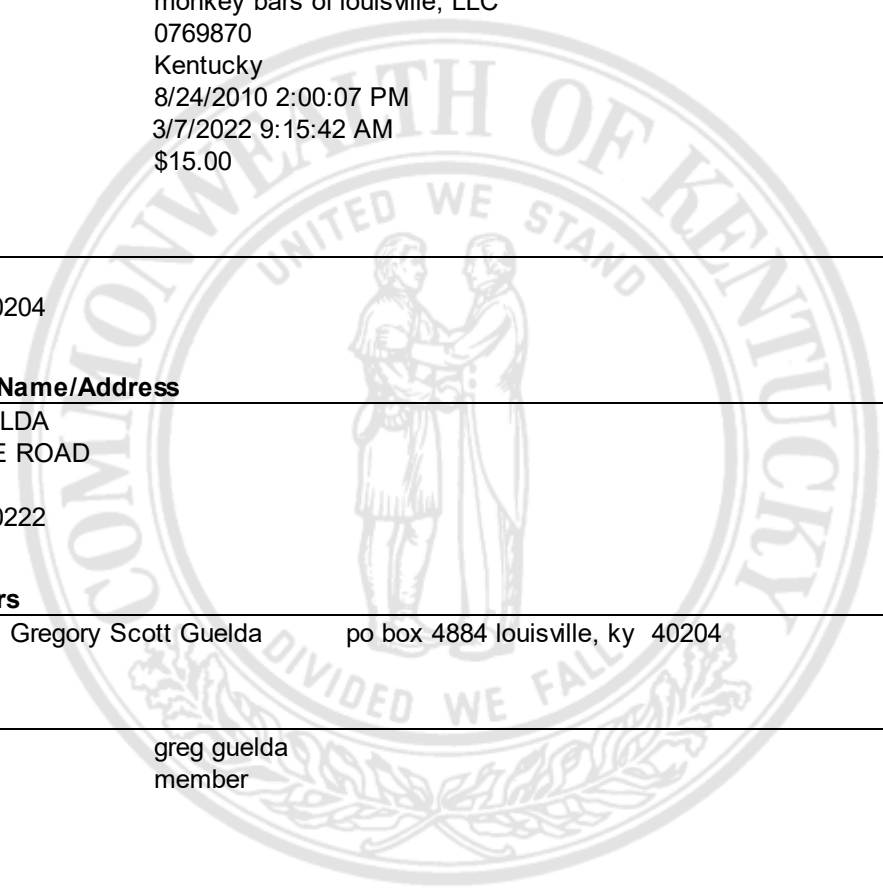 monkey bars of louisville, LLC
0769870
Kentucky
8/24/2010 2:00:07 PM
3/7/2022 9:15:42 AM
$15.00
COMMONWEALTH OF KENTUCKY
UNITED WE STAND
0204
Name/Address
LDA
E ROAD
0222
rs
Gregory Scott Guelda po box 4884 louisville, ky 40204
DIVIDED WE FALL
greg guelda
member